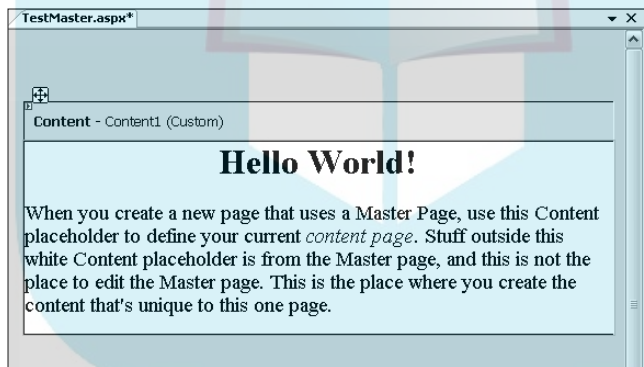 TestMaster.aspx*
Content - Content1 (Custom)
Hello World!
When you create a new page that uses a Master Page, use this Content
placeholder to define your current content page. Stuff outside this
white Content placeholder is from the Master page, and this is not the
place to edit the Master page. This is the place where you create the
content that's unique to this one page.